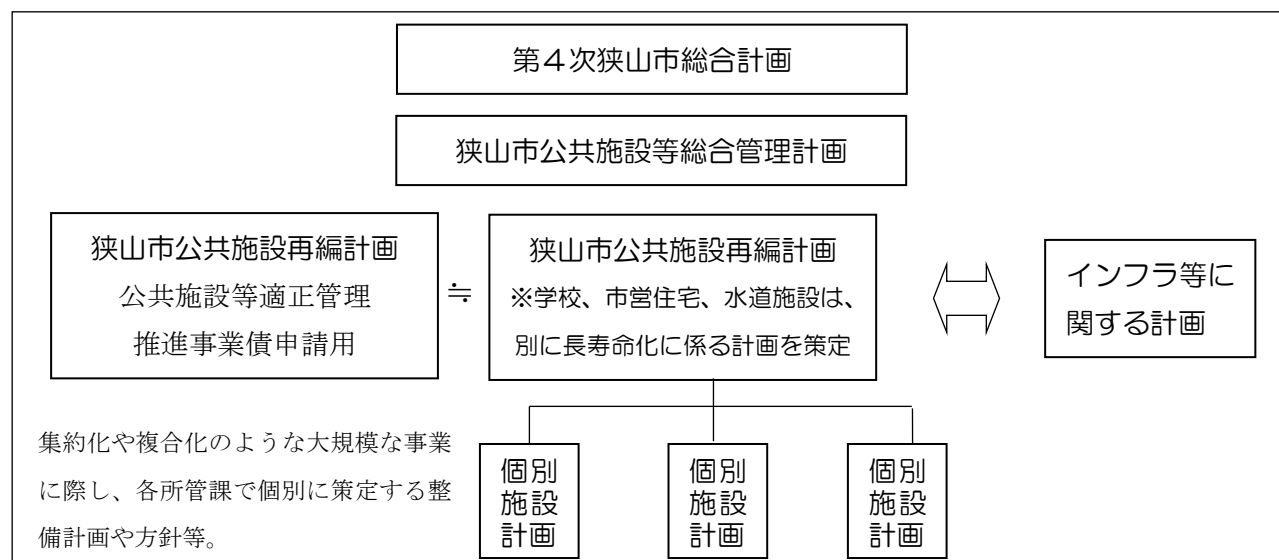 第４次狭山市総合計画
狭山市公共施設等総合管理計画
狭山市公共施設再編計画
公共施設等適正管理
推進事業債申請用
≒
狭山市公共施設再編計画
※学校、市営住宅、水道施設は、
別に長寿命化に係る計画を策定
インフラ等に
関する計画
集約化や複合化のような大規模な事業
に際し、各所管課で個別に策定する整
備計画や方針等。
個別
施設
計画
個別
施設
計画
個別
施設
計画